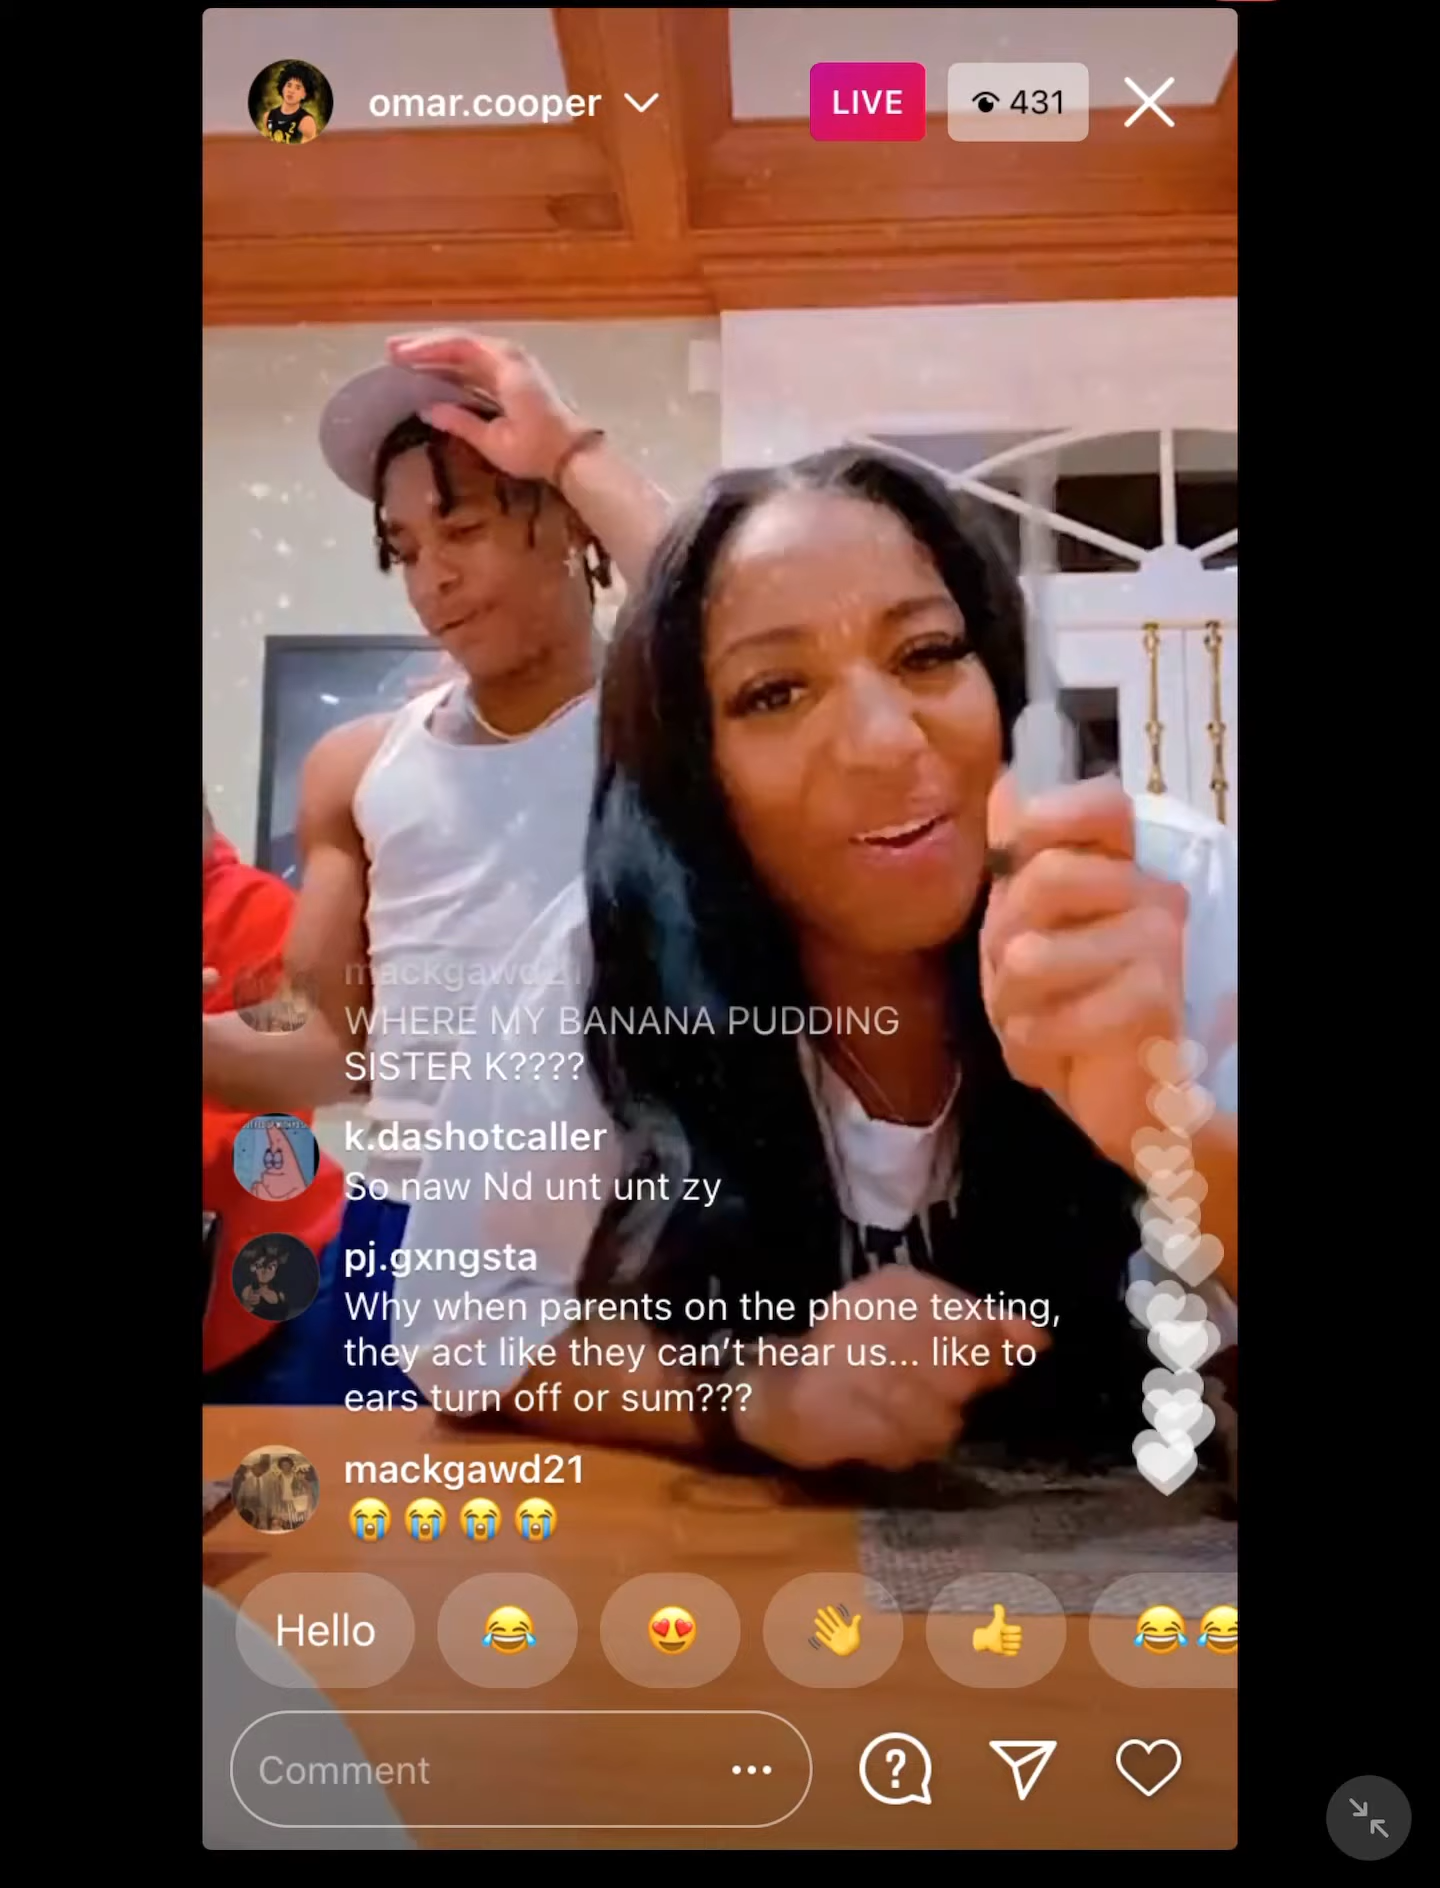 omar.cooper
LIVE
431
mackgawd21
WHERE MY BANANA PUDDING
SISTER K????
k.dashotcaller
So naw Nd unt unt zy
pj.gxngsta
Why when parents on the phone texting,
they act like they can’t hear us... like to
ears turn off or sum???
mackgawd21
😭😭😭😭
Hello 😂 😍 👋 👍 😂😂
Comment